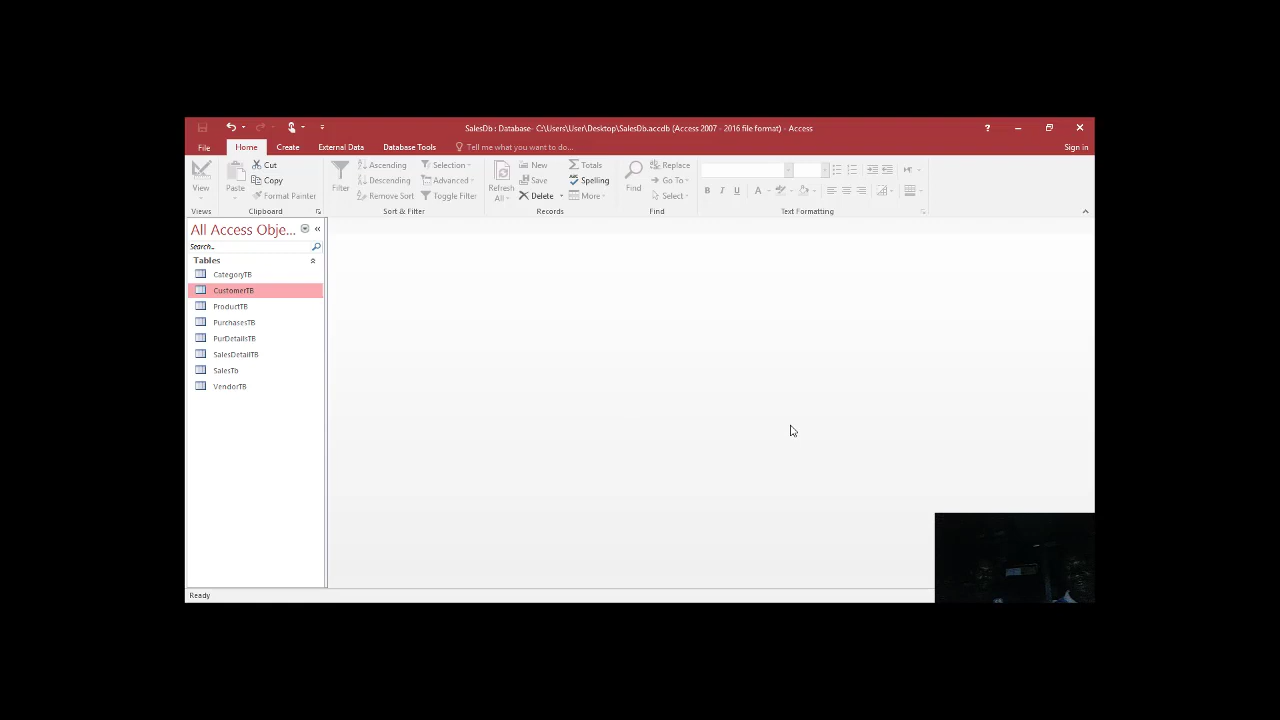 SalesDb : Database- C:\Users\User\Desktop\SalesDb.accdb (Access 2007 - 2016 file format) - Access
?
File Home Create External Data Database Tools Tell me what you want to do... Sign in
View
Views
Paste
Cut
Copy
Format Painter
Clipboard
Filter
Ascending
Descending
Remove Sort
Selection
Advanced
Toggle Filter
Sort & Filter
Refresh
All
New
Save
Delete
Totals
Spelling
More
Records
Find
Replace
Go To
Select
Find
B I U A
Text Formatting
All Access Obje...
Search..
Tables
CategoryTB
CustomerTB
ProductTB
PurchasesTB
PurDetailsTB
SalesDetailTB
SalesTb
VendorTB
Ready